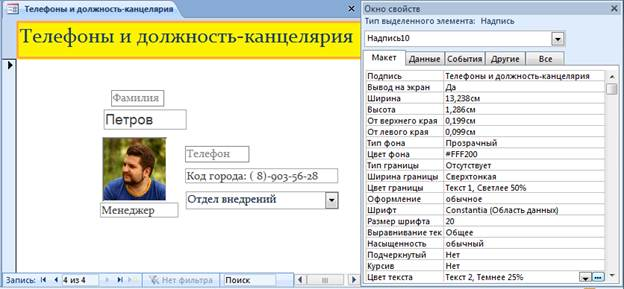 Телефоны и должность-канцелярия
Телефоны и должность-канцелярия
Фамилия
Петров
Телефон
Код города: ( 8)-903-56-28
Менеджер
Отдел внедрений
Запись: 4 из 4 Нет фильтра Поиск
Окно свойств
Тип выделенного элемента: Надпись
Надпись10
Макет Данные События Другие Все
Подпись Телефоны и должность-канцелярия
Вывод на экран Да
Ширина 13,238см
Высота 1,286см
От верхнего края 0,199см
От левого края 0,099см
Тип фона Прозрачный
Цвет фона #FFF200
Тип границы Отсутствует
Ширина границы Сверхтонкая
Цвет границы Текст 1, Светлее 50%
Оформление обычное
Шрифт Constantia (Область данных)
Размер шрифта 20
Выравнивание тек Общее
Насыщенность обычный
Подчеркнутый Нет
Курсив Нет
Цвет текста Текст 2, Темнее 25%